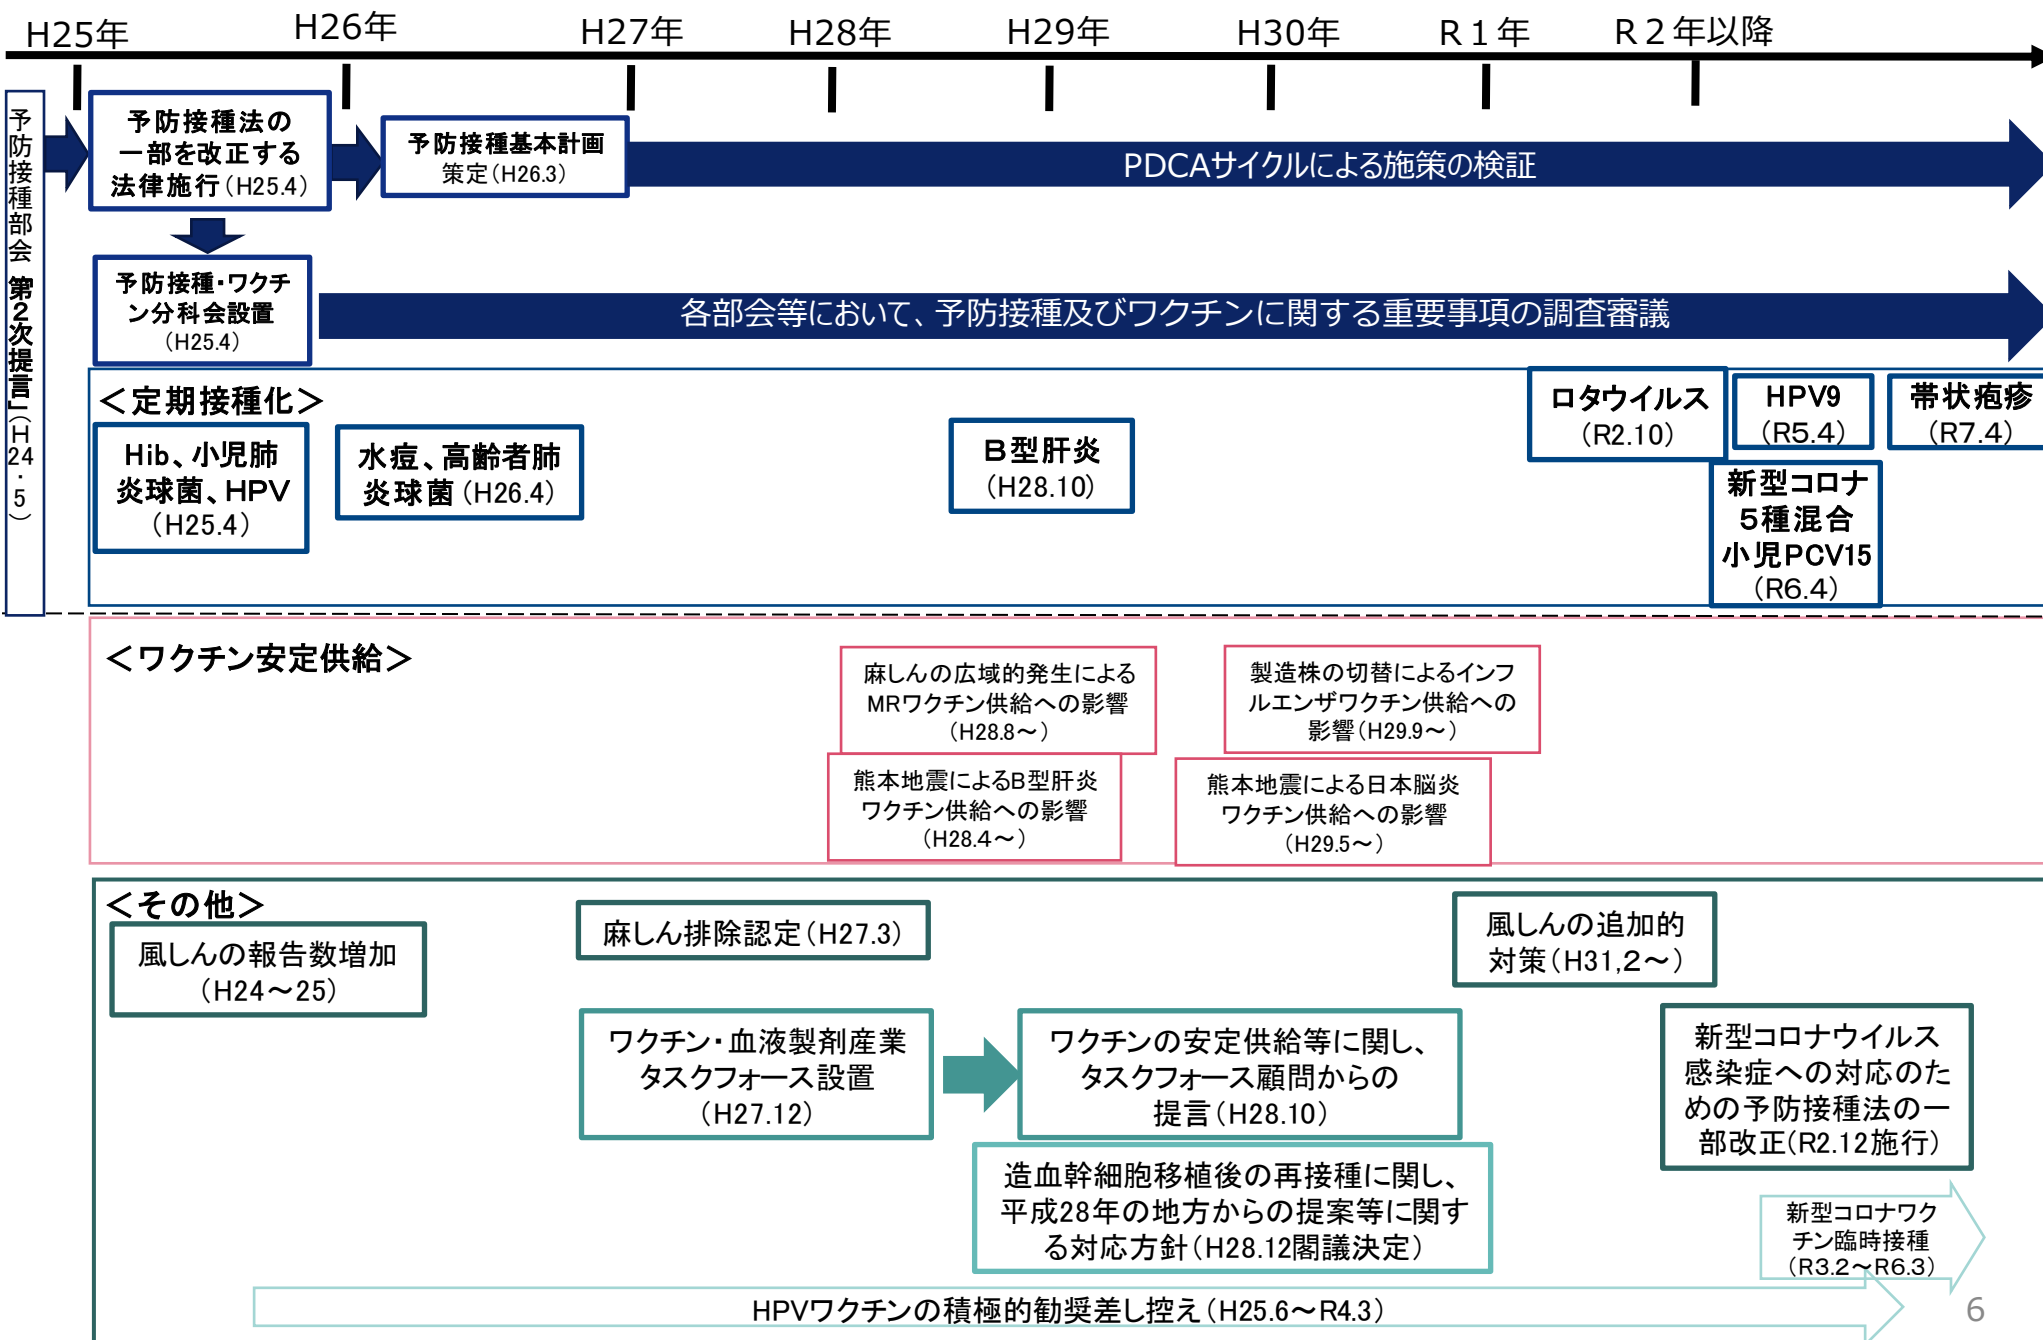 H25年
H26年
H27年
H28年
H29年
H30年
R１年
R２年以降
予防接種部会「第２次提言」（H24・5）
予防接種法の
一部を改正する
法律施行（H25.4）
予防接種基本計画
策定（H26.3）
PDCAサイクルによる施策の検証
予防接種・ワクチ
ン分科会設置
（H25.4）
各部会等において、予防接種及びワクチンに関する重要事項の調査審議
＜定期接種化＞
Hib、小児肺
炎球菌、HPV
（H25.4）
水痘、高齢者肺
炎球菌（H26.4）
Ｂ型肝炎
（H28.10）
ロタウイルス
（R2.10）
HPV9
（R5.4）
帯状疱疹
（R7.4）
新型コロナ
５種混合
小児PCV15
（R6.4）
＜ワクチン安定供給＞
麻しんの広域的発生による
MRワクチン供給への影響
（H28.8～）
製造株の切替によるインフ
ルエンザワクチン供給への
影響（H29.9～）
熊本地震によるB型肝炎
ワクチン供給への影響
（H28.4～）
熊本地震による日本脳炎
ワクチン供給への影響
（H29.5～）
＜その他＞
風しんの報告数増加
（H24～25）
麻しん排除認定（H27.3）
風しんの追加的
対策（H31,2～）
ワクチン・血液製剤産業
タスクフォース設置
（H27.12）
ワクチンの安定供給等に関し、
タスクフォース顧問からの
提言（H28.10）
新型コロナウイルス
感染症への対応のた
めの予防接種法の一
部改正(R2.12施行)
造血幹細胞移植後の再接種に関し、
平成28年の地方からの提案等に関す
る対応方針（H28.12閣議決定）
新型コロナワク
チン臨時接種
（R3.2～R6.3）
HPVワクチンの積極的勧奨差し控え（H25.6～R4.3）
6